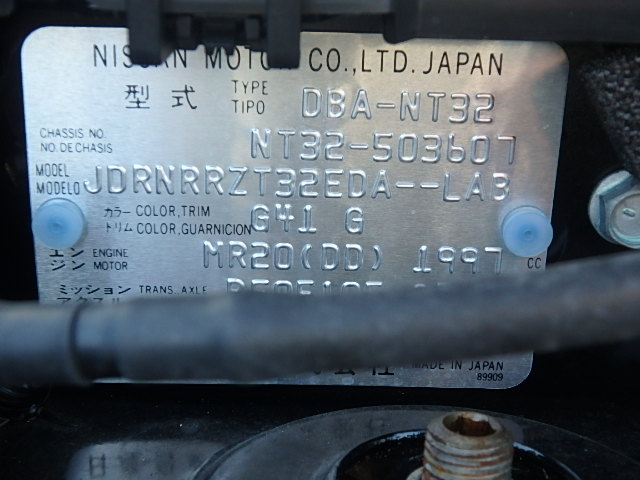 NISSAN MOTOR CO.,LTD. JAPAN
型式 TYPE TIPO DBA-NT32
CHASSIS NO. NO. DE CHASIS NT32-503607
MODEL MODELO JDRNRRZT32EDA--LAB
カラー COLOR,TRIM
トリム COLOR,GUARNICION G41 G
エンジン ENGINE MOTOR MR20(DD) 1997 CC
ミッション TRANS. AXLE
MADE IN JAPAN
89909